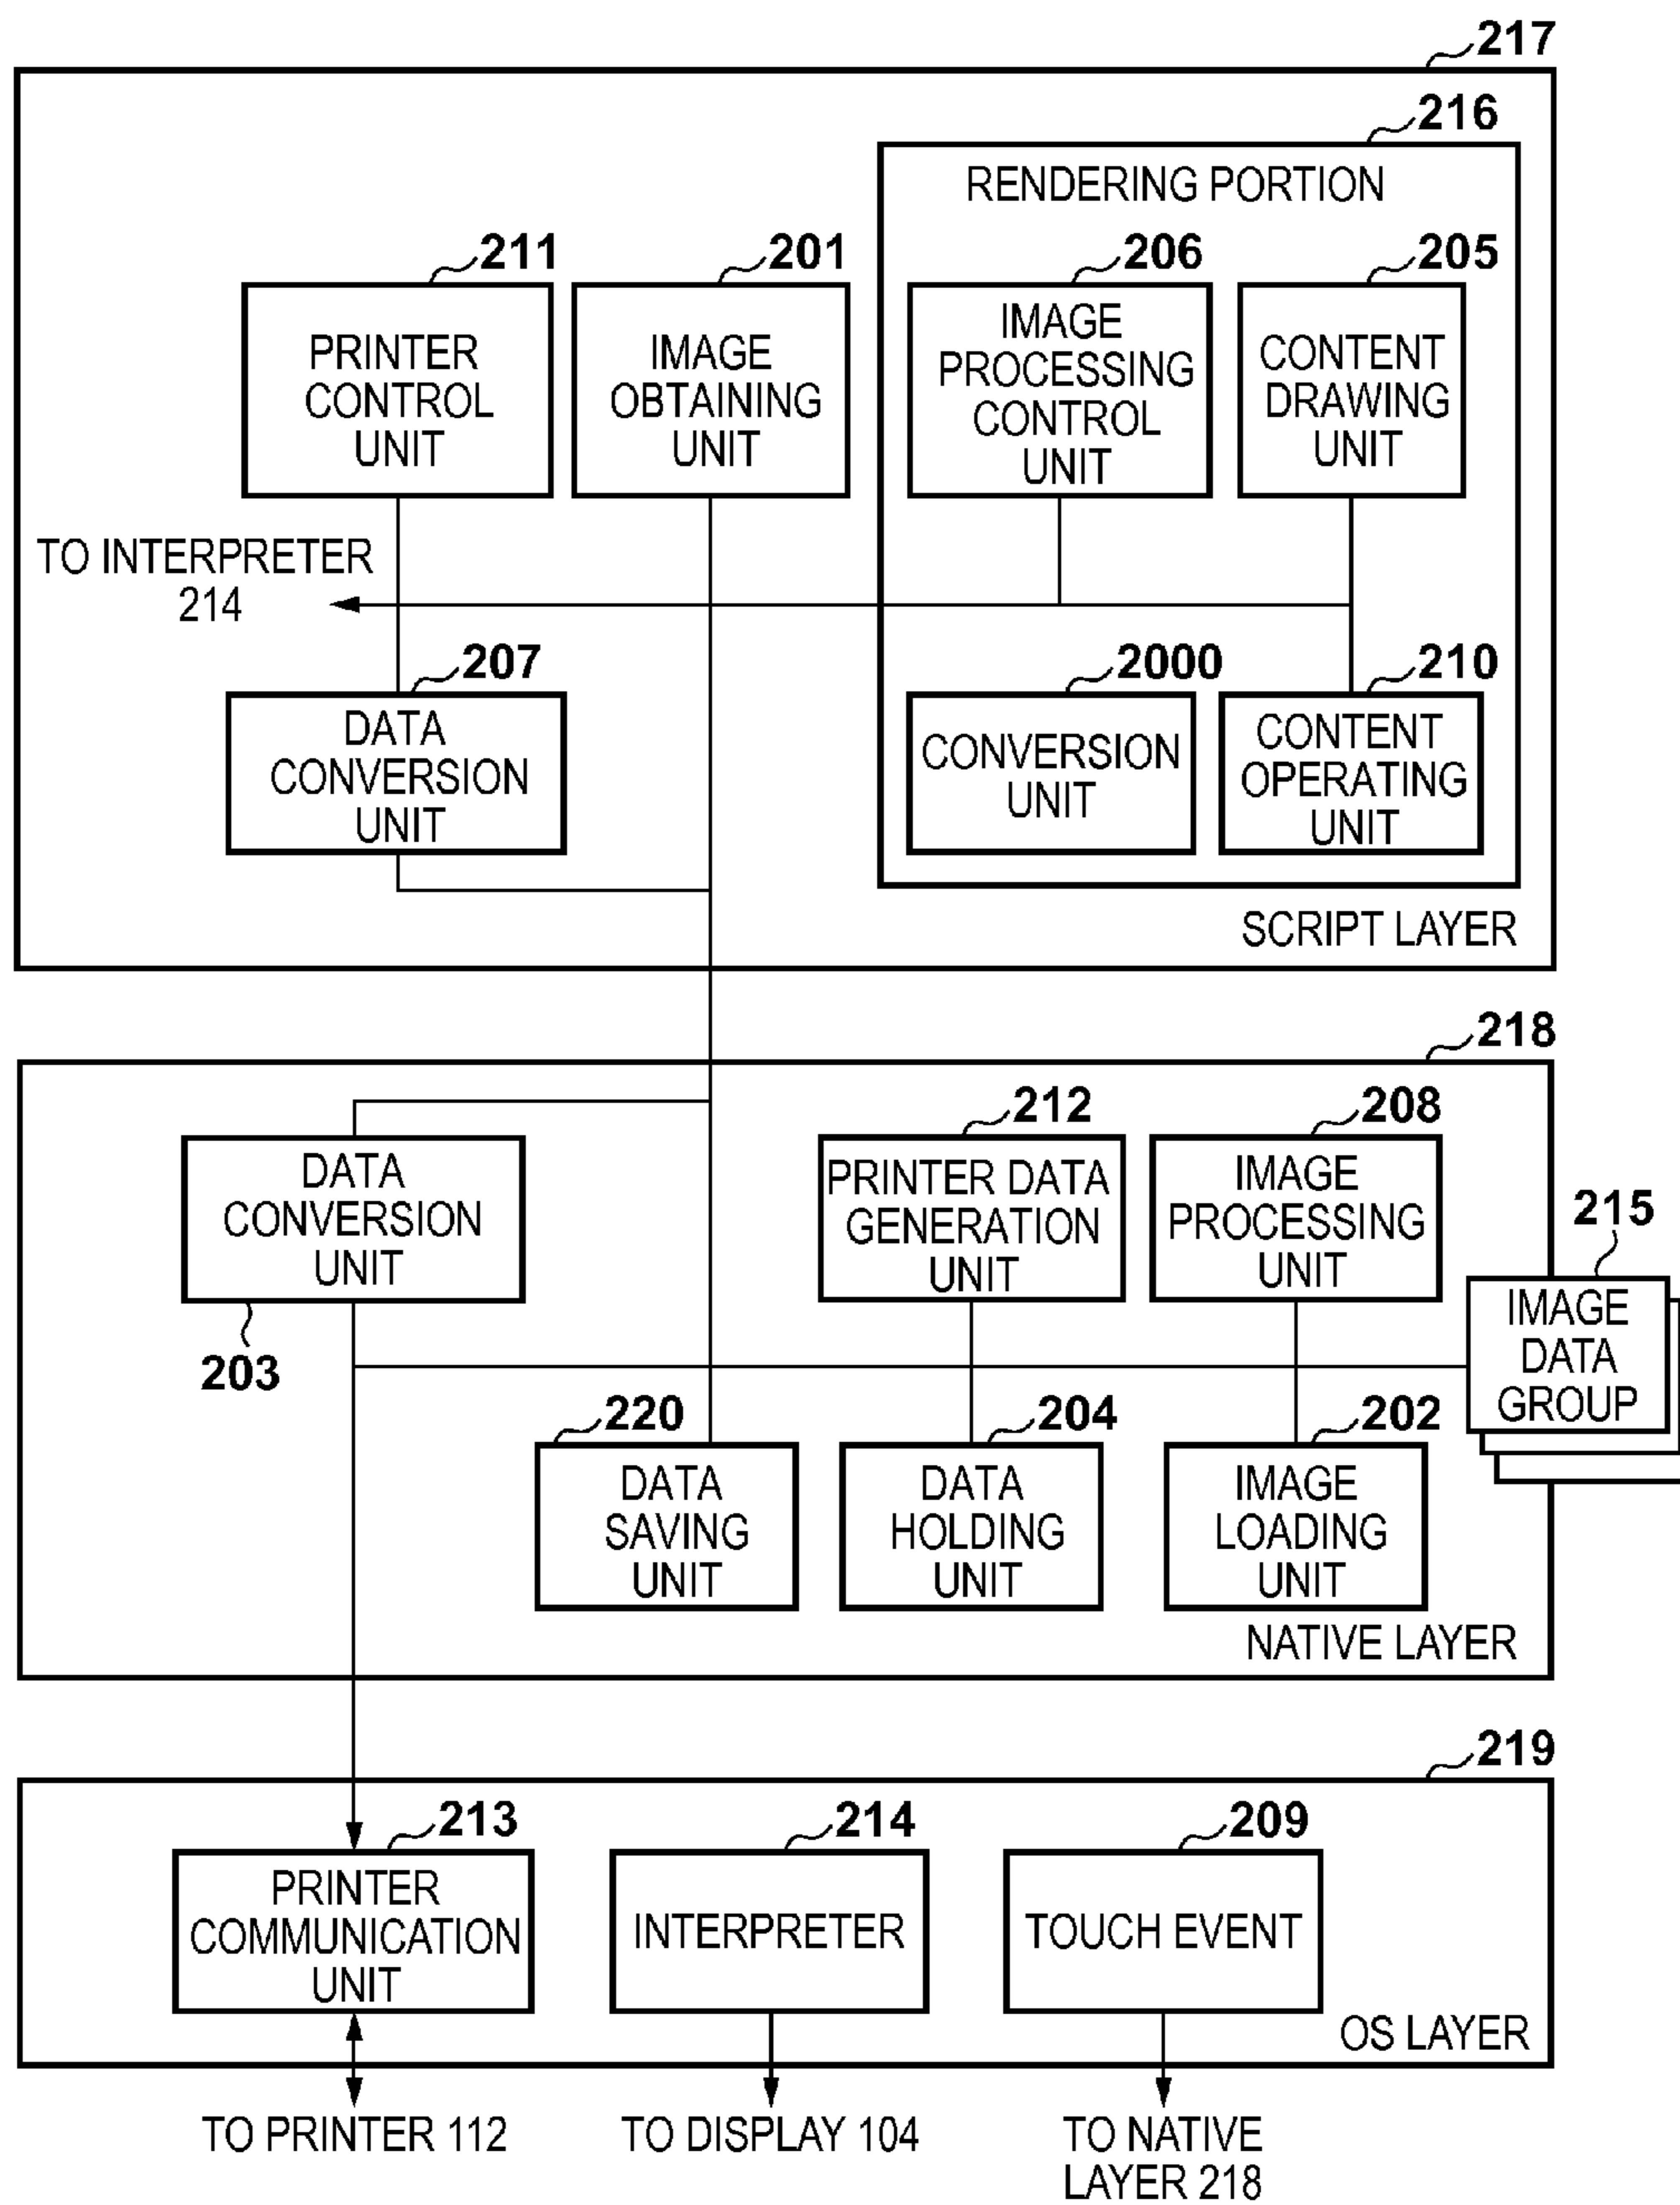 217
216
RENDERING PORTION
211
201
206
205
PRINTER
CONTROL
UNIT
IMAGE
OBTAINING
UNIT
IMAGE
PROCESSING
CONTROL
UNIT
CONTENT
DRAWING
UNIT
TO INTERPRETER
214
207
2000
210
DATA
CONVERSION
UNIT
CONVERSION
UNIT
CONTENT
OPERATING
UNIT
SCRIPT LAYER
218
212
208
DATA
CONVERSION
UNIT
PRINTER DATA
GENERATION
UNIT
IMAGE
PROCESSING
UNIT
215
IMAGE
DATA
GROUP
203
220
204
202
DATA
SAVING
UNIT
DATA
HOLDING
UNIT
IMAGE
LOADING
UNIT
NATIVE LAYER
219
213
214
209
PRINTER
COMMUNICATION
UNIT
INTERPRETER
TOUCH EVENT
OS LAYER
TO PRINTER 112
TO DISPLAY 104
TO NATIVE
LAYER 218